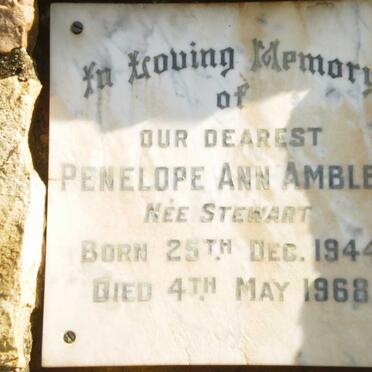 In Loving Memory
of
OUR DEAREST
PENELOPE ANN AMBLE
NÉE STEWART
BORN 25TH DEC. 1944
DIED 4TH MAY 1968